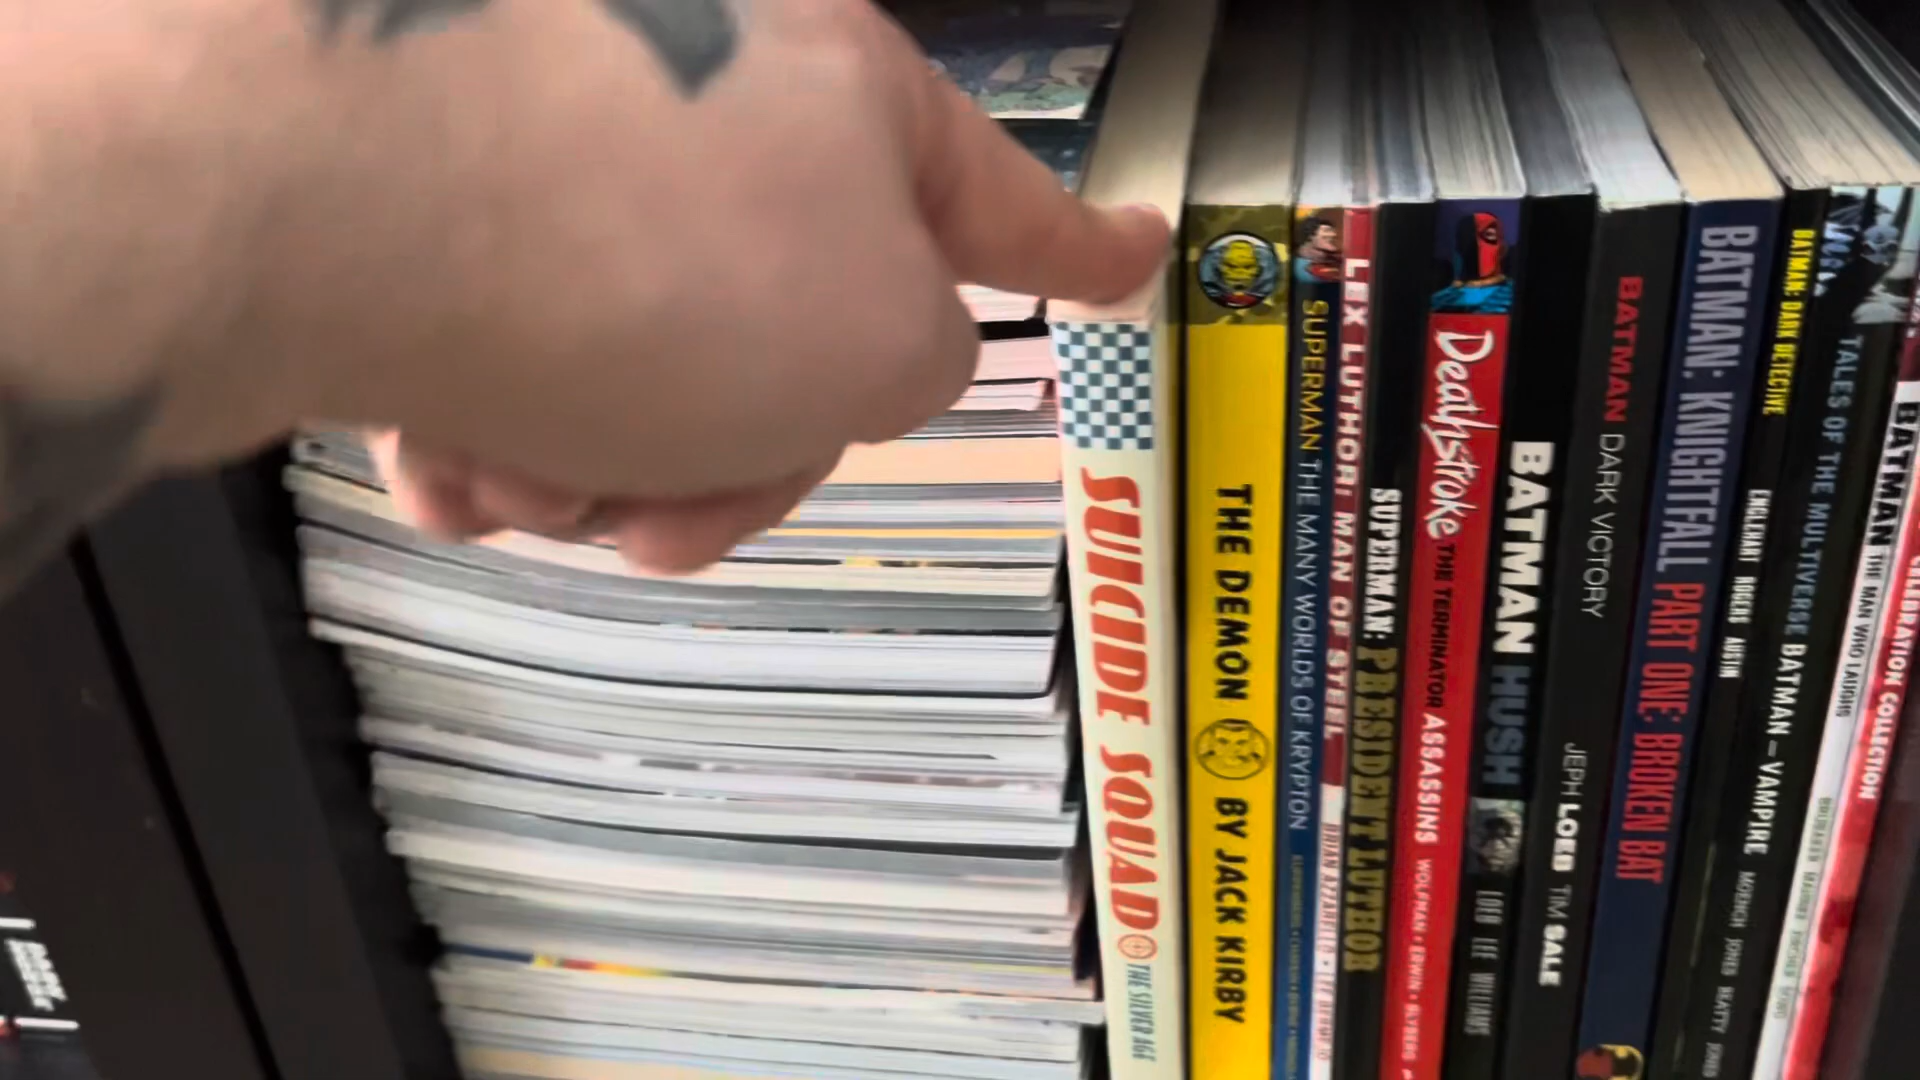 SUICIDE SQUAD THE SILVER AGE
THE DEMON BY JACK KIRBY
SUPERMAN THE MANY WORLDS OF KRYPTON
LEX LUTHOR: MAN OF STEEL
SUPERMAN: PRESIDENT LUTHOR
Deathstroke THE TERMINATOR ASSASSINS WOLFMAN • ERWIN •
BATMAN HUSH LOEB LEE WILLIAMS
BATMAN DARK VICTORY JEPH LOEB TIM SALE
BATMAN: KNIGHTFALL PART ONE: BROKEN BAT
BATMAN: DARK DETECTIVE ENGLEHART ROGERS AUSTIN
TALES OF THE MULTIVERSE BATMAN – VAMPIRE MOENCH JONES BEATTY JONES
BATMAN THE MAN WHO LAUGHS
CELEBRATION COLLECTION